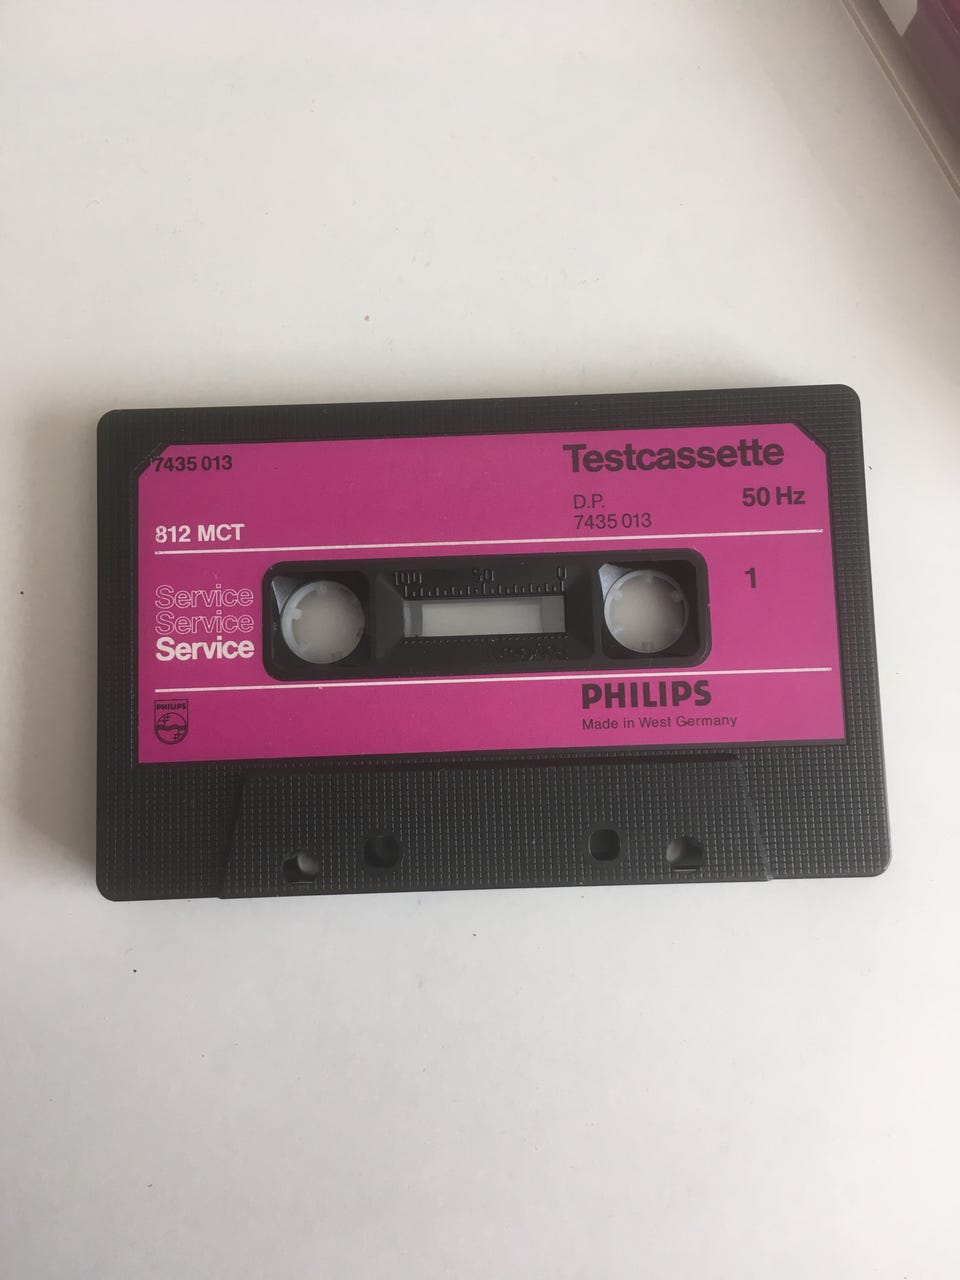 7435 013
Testcassette
D.P.
50 Hz
7435 013
812 MCT
1
Service
Service
Service
100 50 0
PHILIPS
PHILIPS
Made in West Germany